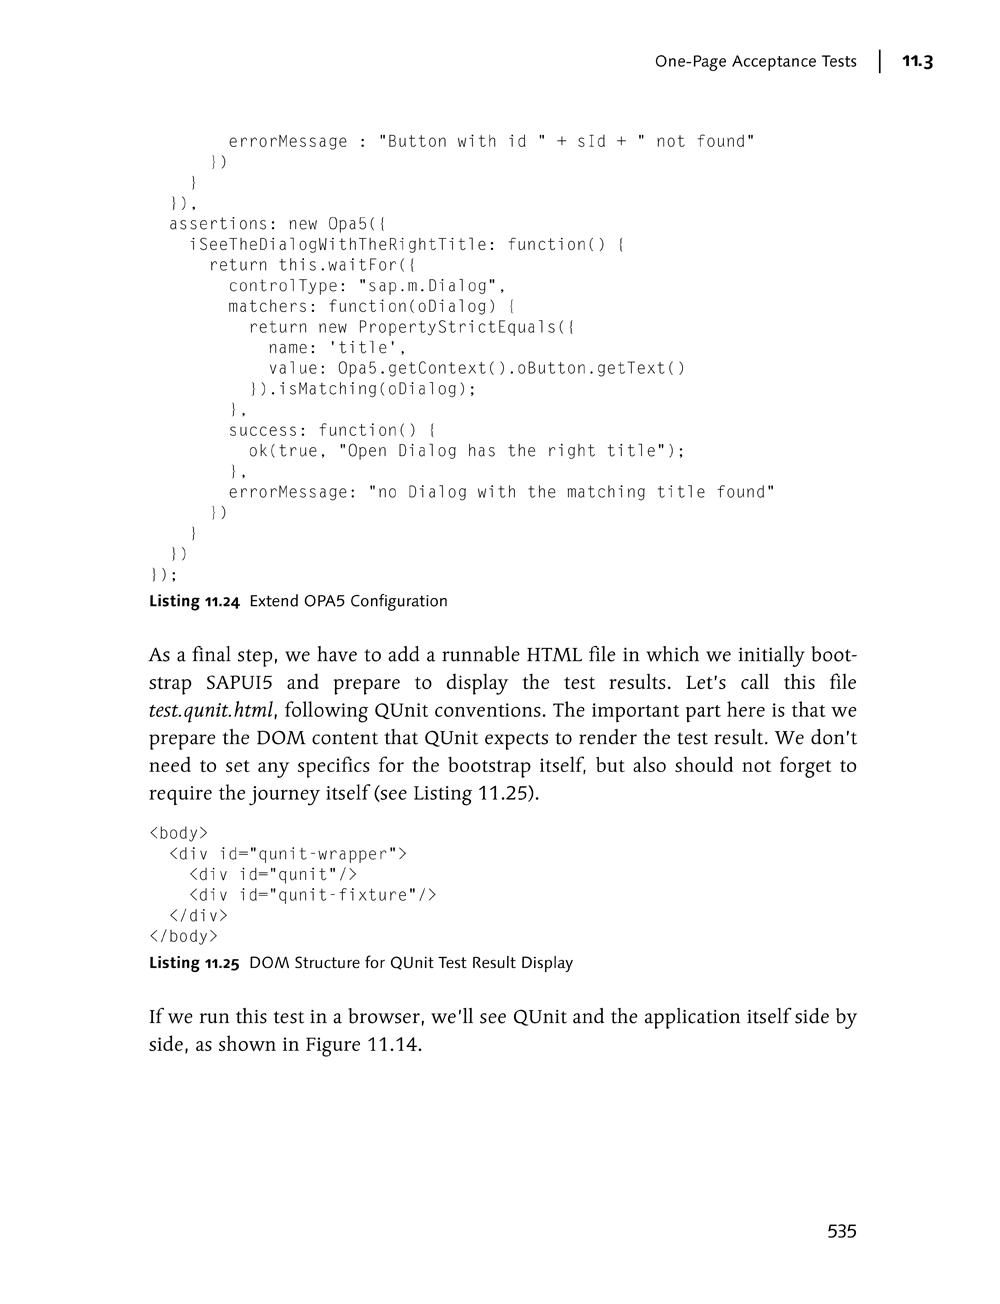 One-Page Acceptance Tests | 11.3
errorMessage : "Button with id " + sId + " not found"
})
}
}),
assertions: new Opa5({
iSeeTheDialogWithTheRightTitle: function() {
return this.waitFor({
controlType: "sap.m.Dialog",
matchers: function(oDialog) {
return new PropertyStrictEquals({
name: 'title',
value: Opa5.getContext().oButton.getText()
}).isMatching(oDialog);
},
success: function() {
ok(true, "Open Dialog has the right title");
},
errorMessage: "no Dialog with the matching title found"
})
}
})
});
Listing 11.24 Extend OPA5 Configuration
As a final step, we have to add a runnable HTML file in which we initially boot-
strap SAPUI5 and prepare to display the test results. Let's call this file
test.qunit.html, following QUnit conventions. The important part here is that we
prepare the DOM content that QUnit expects to render the test result. We don't
need to set any specifics for the bootstrap itself, but also should not forget to
require the journey itself (see Listing 11.25).
<body>
<div id="qunit-wrapper">
<div id="qunit"/>
<div id="qunit-fixture"/>
</div>
</body>
Listing 11.25 DOM Structure for QUnit Test Result Display
If we run this test in a browser, we'll see QUnit and the application itself side by
side, as shown in Figure 11.14.
535